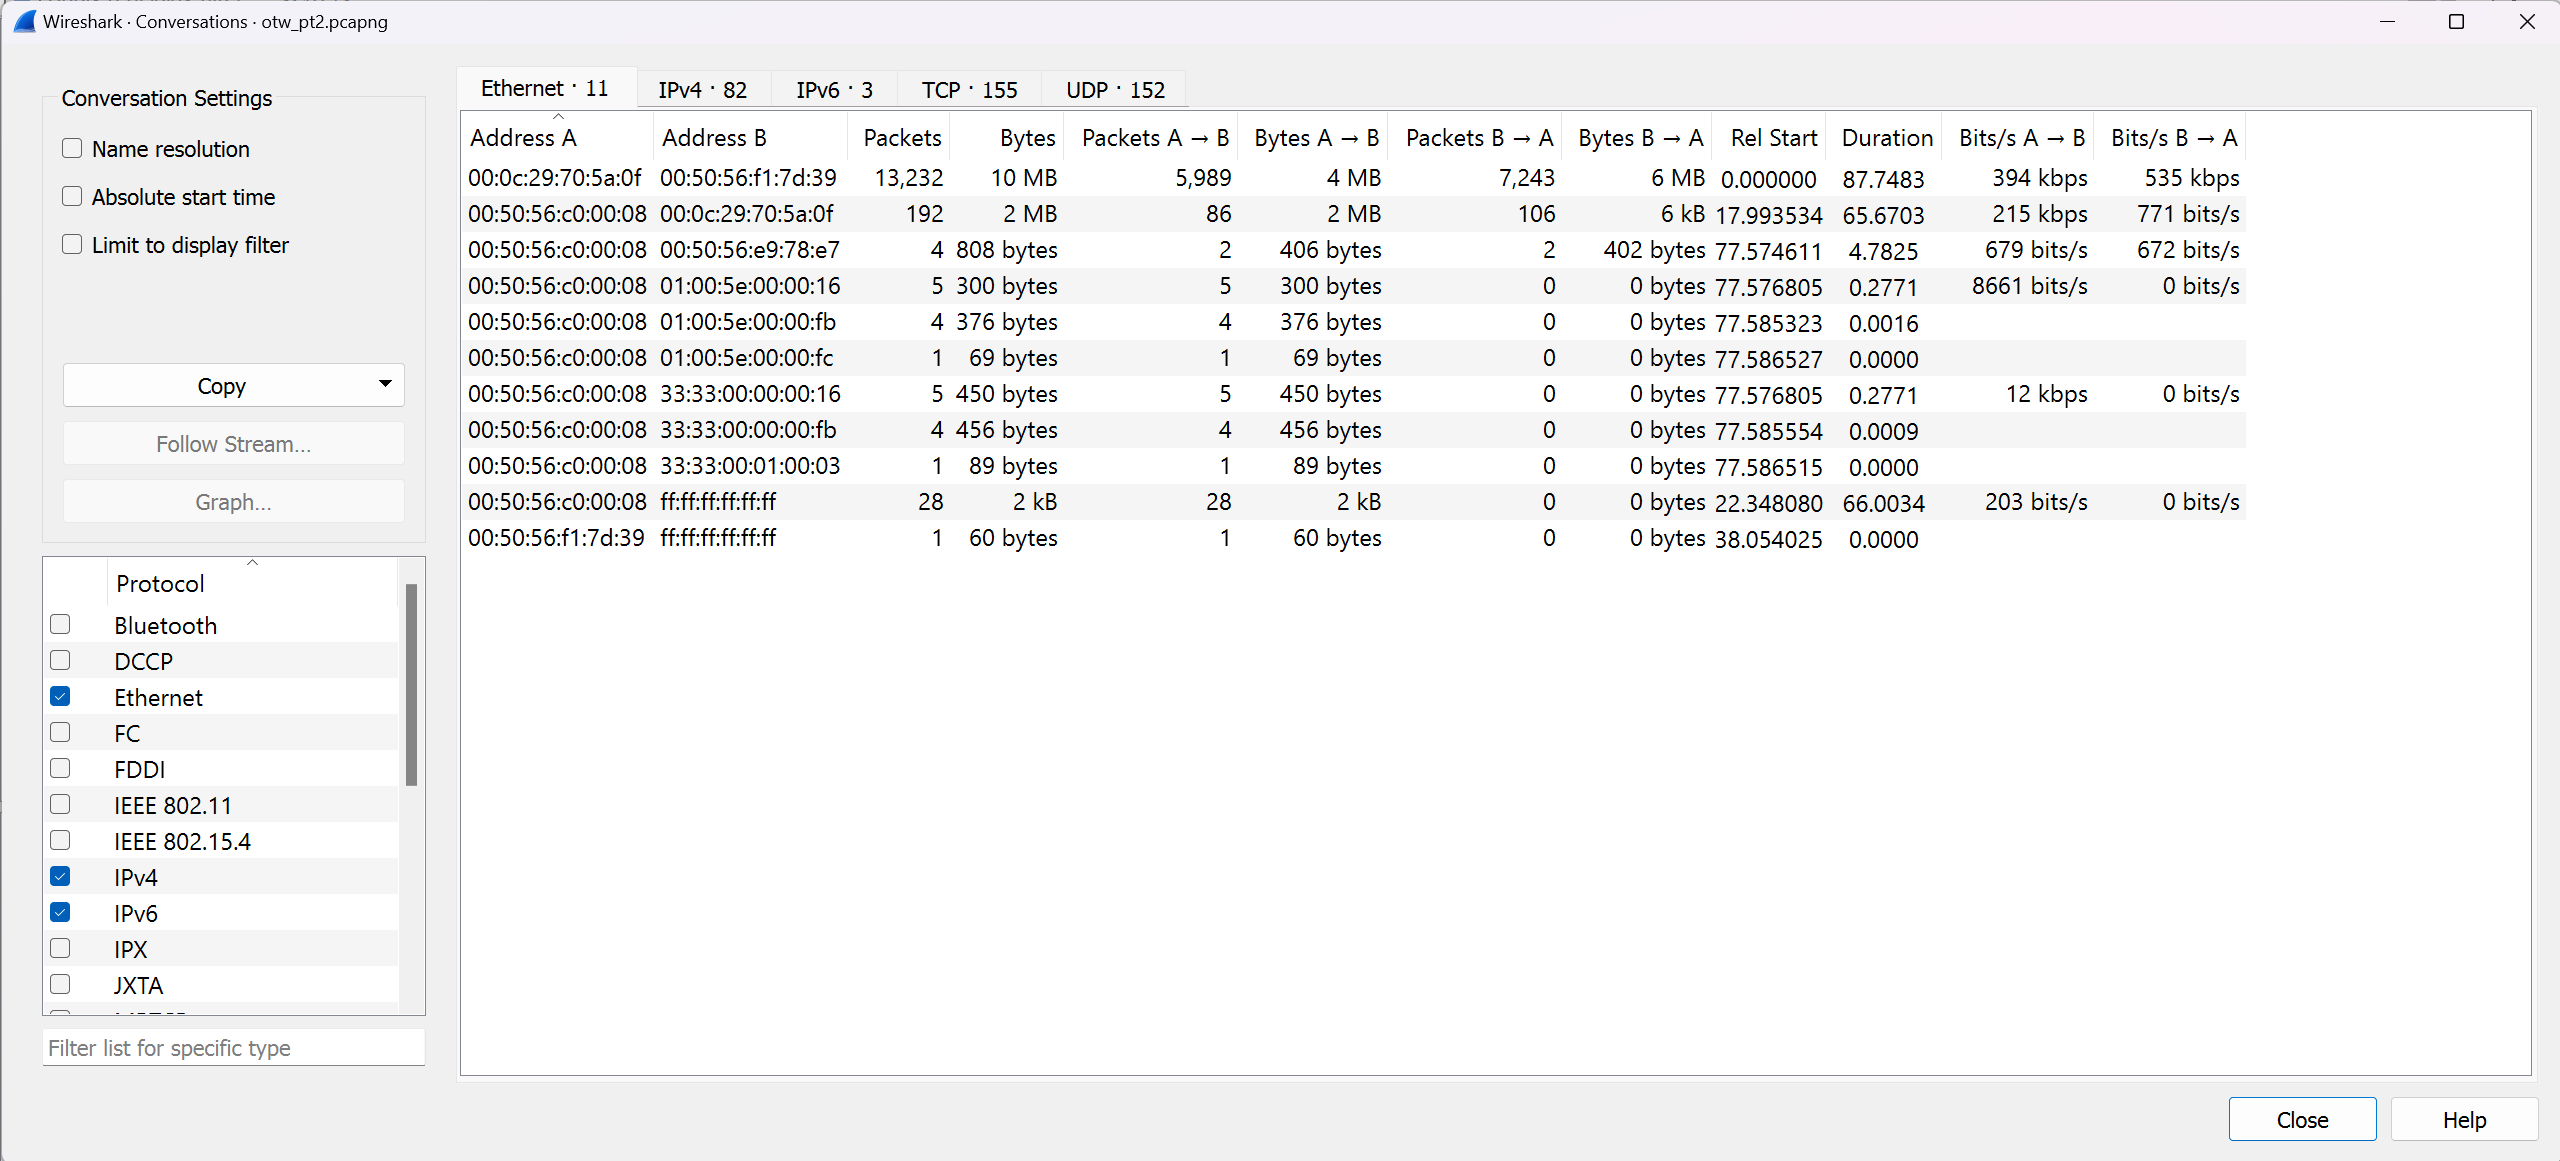 Wireshark · Conversations · otw_pt2.pcapng
Conversation Settings
Name resolution
Absolute start time
Limit to display filter
Copy
Follow Stream...
Graph...
Protocol
Bluetooth
DCCP
Ethernet
FC
FDDI
IEEE 802.11
IEEE 802.15.4
IPv4
IPv6
IPX
JXTA
Filter list for specific type
Ethernet · 11 IPv4 · 82 IPv6 · 3 TCP · 155 UDP · 152
Address A Address B Packets Bytes Packets A → B Bytes A → B Packets B → A Bytes B → A Rel Start Duration Bits/s A → B Bits/s B → A
00:0c:29:70:5a:0f 00:50:56:f1:7d:39 13,232 10 MB 5,989 4 MB 7,243 6 MB 0.000000 87.7483 394 kbps 535 kbps
00:50:56:c0:00:08 00:0c:29:70:5a:0f 192 2 MB 86 2 MB 106 6 kB 17.993534 65.6703 215 kbps 771 bits/s
00:50:56:c0:00:08 00:50:56:e9:78:e7 4 808 bytes 2 406 bytes 2 402 bytes 77.574611 4.7825 679 bits/s 672 bits/s
00:50:56:c0:00:08 01:00:5e:00:00:16 5 300 bytes 5 300 bytes 0 0 bytes 77.576805 0.2771 8661 bits/s 0 bits/s
00:50:56:c0:00:08 01:00:5e:00:00:fb 4 376 bytes 4 376 bytes 0 0 bytes 77.585323 0.0016
00:50:56:c0:00:08 01:00:5e:00:00:fc 1 69 bytes 1 69 bytes 0 0 bytes 77.586527 0.0000
00:50:56:c0:00:08 33:33:00:00:00:16 5 450 bytes 5 450 bytes 0 0 bytes 77.576805 0.2771 12 kbps 0 bits/s
00:50:56:c0:00:08 33:33:00:00:00:fb 4 456 bytes 4 456 bytes 0 0 bytes 77.585554 0.0009
00:50:56:c0:00:08 33:33:00:01:00:03 1 89 bytes 1 89 bytes 0 0 bytes 77.586515 0.0000
00:50:56:c0:00:08 ff:ff:ff:ff:ff:ff 28 2 kB 28 2 kB 0 0 bytes 22.348080 66.0034 203 bits/s 0 bits/s
00:50:56:f1:7d:39 ff:ff:ff:ff:ff:ff 1 60 bytes 1 60 bytes 0 0 bytes 38.054025 0.0000
Close Help